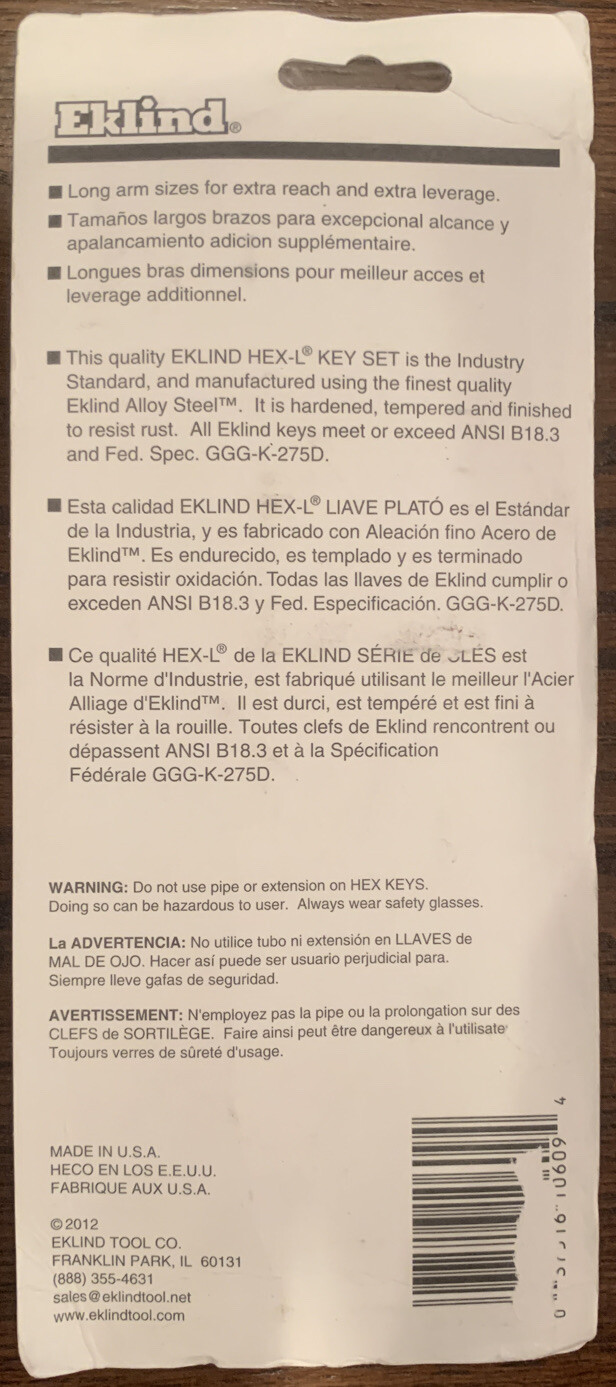 Eklind®
■ Long arm sizes for extra reach and extra leverage.
■ Tamaños largos brazos para excepcional alcance y
apalancamiento adicion supplémentaire.
■ Longues bras dimensions pour meilleur acces et
leverage additionnel.
■ This quality EKLIND HEX-L® KEY SET is the Industry
Standard, and manufactured using the finest quality
Eklind Alloy Steel™. It is hardened, tempered and finished
to resist rust. All Eklind keys meet or exceed ANSI B18.3
and Fed. Spec. GGG-K-275D.
■ Esta calidad EKLIND HEX-L® LIAVE PLATÓ es el Estándar
de la Industria, y es fabricado con Aleación fino Acero de
Eklind™. Es endurecido, es templado y es terminado
para resistir oxidación. Todas las llaves de Eklind cumplir o
exceden ANSI B18.3 y Fed. Especificación. GGG-K-275D.
■ Ce qualité HEX-L® de la EKLIND SÉRIE de CLÉS est
la Norme d'Industrie, est fabriqué utilisant le meilleur l'Acier
Alliage d'Eklind™. Il est durci, est tempéré et est fini à
résister à la rouille. Toutes clefs de Eklind rencontrent ou
dépassent ANSI B18.3 et à la Spécification
Fédérale GGG-K-275D.
WARNING: Do not use pipe or extension on HEX KEYS.
Doing so can be hazardous to user. Always wear safety glasses.
La ADVERTENCIA: No utilice tubo ni extensión en LLAVES de
MAL DE OJO. Hacer así puede ser usuario perjudicial para.
Siempre lleve gafas de seguridad.
AVERTISSEMENT: N'employez pas la pipe ou la prolongation sur des
CLEFS de SORTILÈGE. Faire ainsi peut être dangereux à l'utilisate
Toujours verres de sûreté d'usage.
MADE IN U.S.A.
HECO EN LOS E.E.U.U.
FABRIQUE AUX U.S.A.
©2012
EKLIND TOOL CO.
FRANKLIN PARK, IL 60131
(888) 355-4631
sales@eklindtool.net
www.eklindtool.com